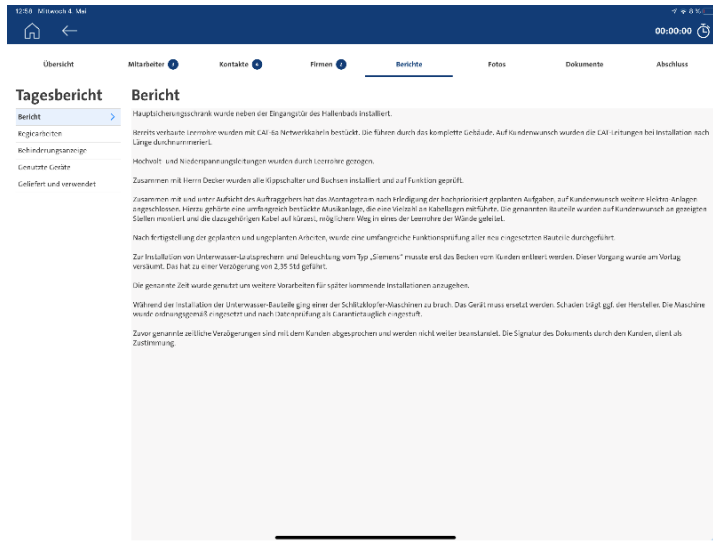 12:58 Mittwoch 4. Mai
8 %
00:00:00
Übersicht
Mitarbeiter
Kontakte
Firmen
Berichte
Fotos
Dokumente
Abschluss
Tagesbericht
Bericht
Regiearbeiten
Behinderungsanzeige
Genutzte Geräte
Geliefert und verwendet
Bericht
Hauptsicherungsschrank wurde neben der Eingangstür des Hallenbads installiert.
Bereits verbaute Leerrohre wurden mit CAT-6a Netwerkkabeln bestückt. Die führen durch das komplette Gebäude. Auf Kundenwunsch wurden die CAT-Leitungen bei Installation nach
Länge durchnummeriert.
Hochvolt- und Niederspannungsleitungen wurden durch Leerrohre gezogen.
Zusammen mit Herrn Decker wurden alle Kippschalter und Buchsen installiert und auf Funktion geprüft.
Zusammen mit und unter Aufsicht des Auftraggebers hat das Montageteam nach Erledigung der hochpriorisiert geplanten Aufgaben, auf Kundenwunsch weitere Elektro-Anlagen
angeschlossen. Hierzu gehörte eine umfangreich bestückte Musikanlage, die eine Vielzahl an Kabellagen mitführte. Die genannten Bauteile wurden auf Kundenwunsch an gezeigten
Stellen montiert und die dazugehörigen Kabel auf kürzest, möglichem Weg in eines der Leerrohre der Wände geleitet.
Nach fertigstellung der geplanten und ungeplanten Arbeiten, wurde eine umfangreiche Funktionsprüfung aller neu eingesetzten Bauteile durchgeführt.
Zur Installation von Unterwasser-Lautsprechern und Beleuchtung vom Typ „Siemens“ musste erst das Becken vom Kunden entleert werden. Dieser Vorgang wurde am Vortag
versäumt. Das hat zu einer Verzögerung von 2,35 Std geführt.
Die genannte Zeit wurde genutzt um weitere Vorarbeiten für später kommende Installationen anzugehen.
Während der Installation der Unterwasser-Bauteile ging einer der Schlitzklopfer-Maschinen zu bruch. Das Gerät muss ersetzt werden. Schaden trägt ggf. der Hersteller. Die Maschine
wurde ordnungsgemäß eingesetzt und nach Datenprüfung als Garantietauglich eingestuft.
Zuvor genannte zeitliche Verzögerungen sind mit dem Kunden abgesprochen und werden nicht weiter beanstandet. Die Signatur des Dokuments durch den Kunden, dient als
Zustimmung.